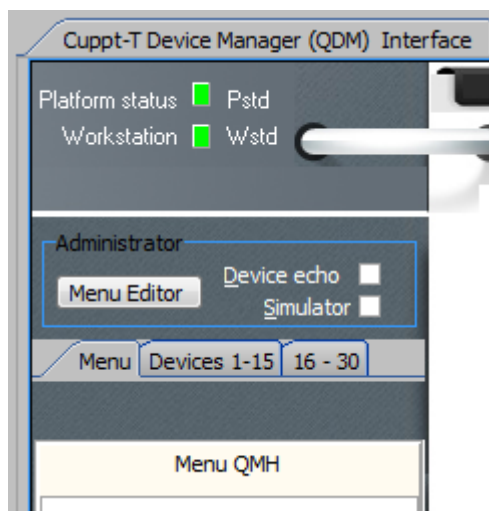 Cuppt-T Device Manager (QDM) Interface
Platform status Pstd
Workstation Wstd
Administrator
Menu Editor
Device echo
Simulator
Menu Devices 1-15 16 - 30
Menu QMH